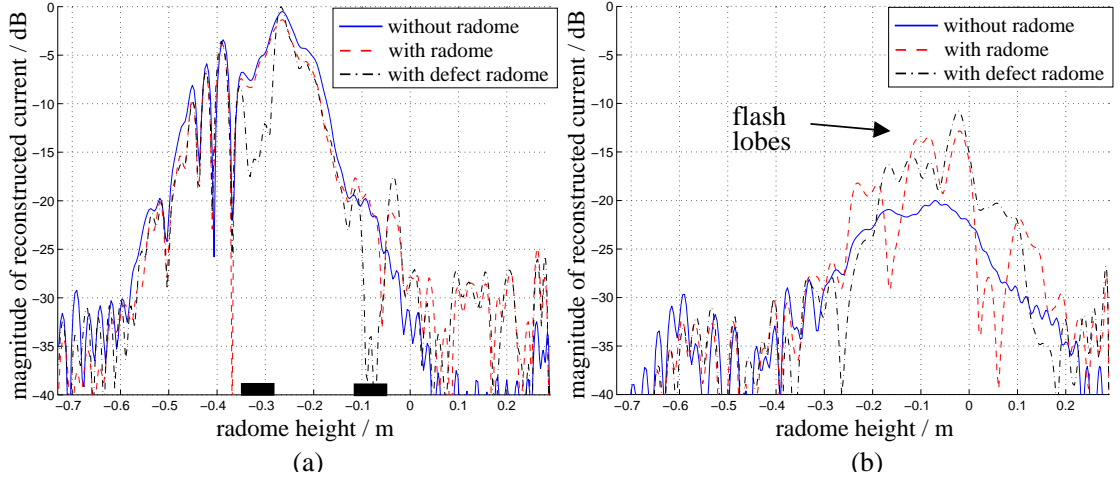 magnitude of reconstructed current / dB
0
−5
−10
−15
−20
−25
−30
−35
−40
without radome
with radome
with defect radome
−0.7 −0.6 −0.5 −0.4 −0.3 −0.2 −0.1 0 0.1 0.2
radome height / m
(a)
magnitude of reconstructed current / dB
0
−5
−10
−15
−20
−25
−30
−35
−40
without radome
with radome
with defect radome
flash
lobes
−0.7 −0.6 −0.5 −0.4 −0.3 −0.2 −0.1 0 0.1 0.2
radome height / m
(b)